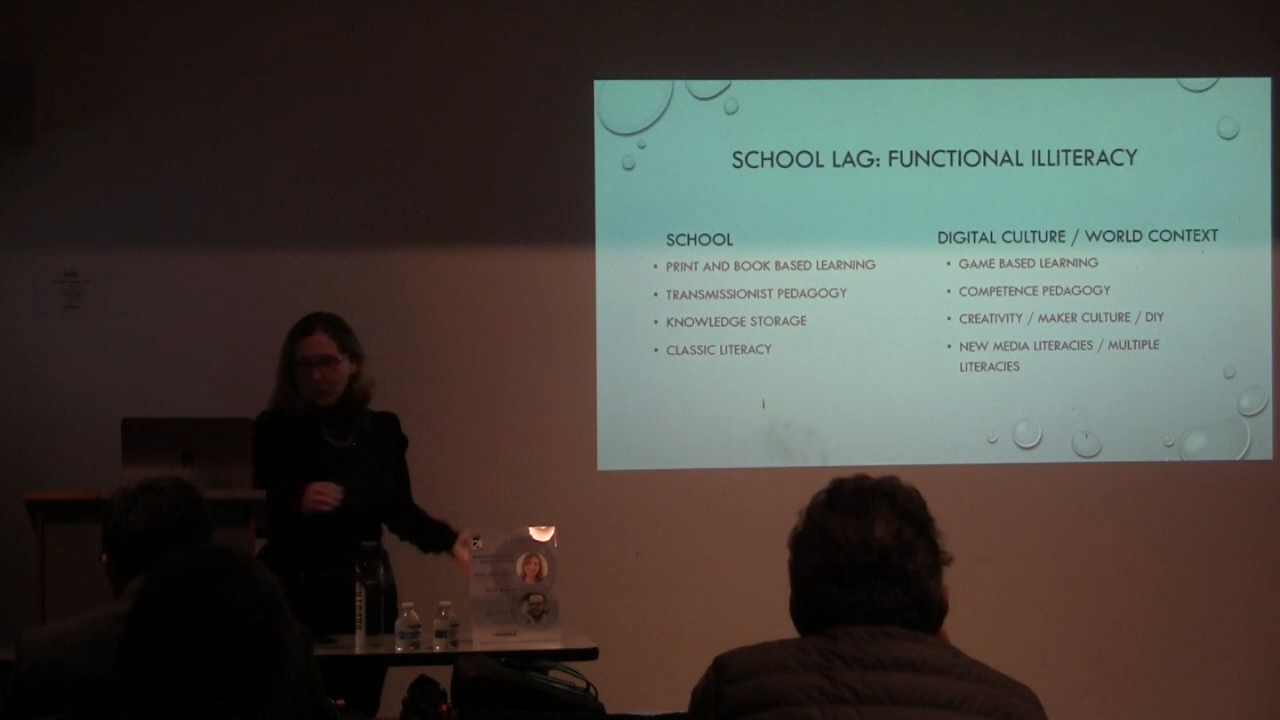 SCHOOL LAG: FUNCTIONAL ILLITERACY
SCHOOL
• PRINT AND BOOK BASED LEARNING
• TRANSMISSIONIST PEDAGOGY
• KNOWLEDGE STORAGE
• CLASSIC LITERACY
DIGITAL CULTURE / WORLD CONTEXT
• GAME BASED LEARNING
• COMPETENCE PEDAGOGY
• CREATIVITY / MAKER CULTURE / DIY
• NEW MEDIA LITERACIES / MULTIPLE
LITERACIES